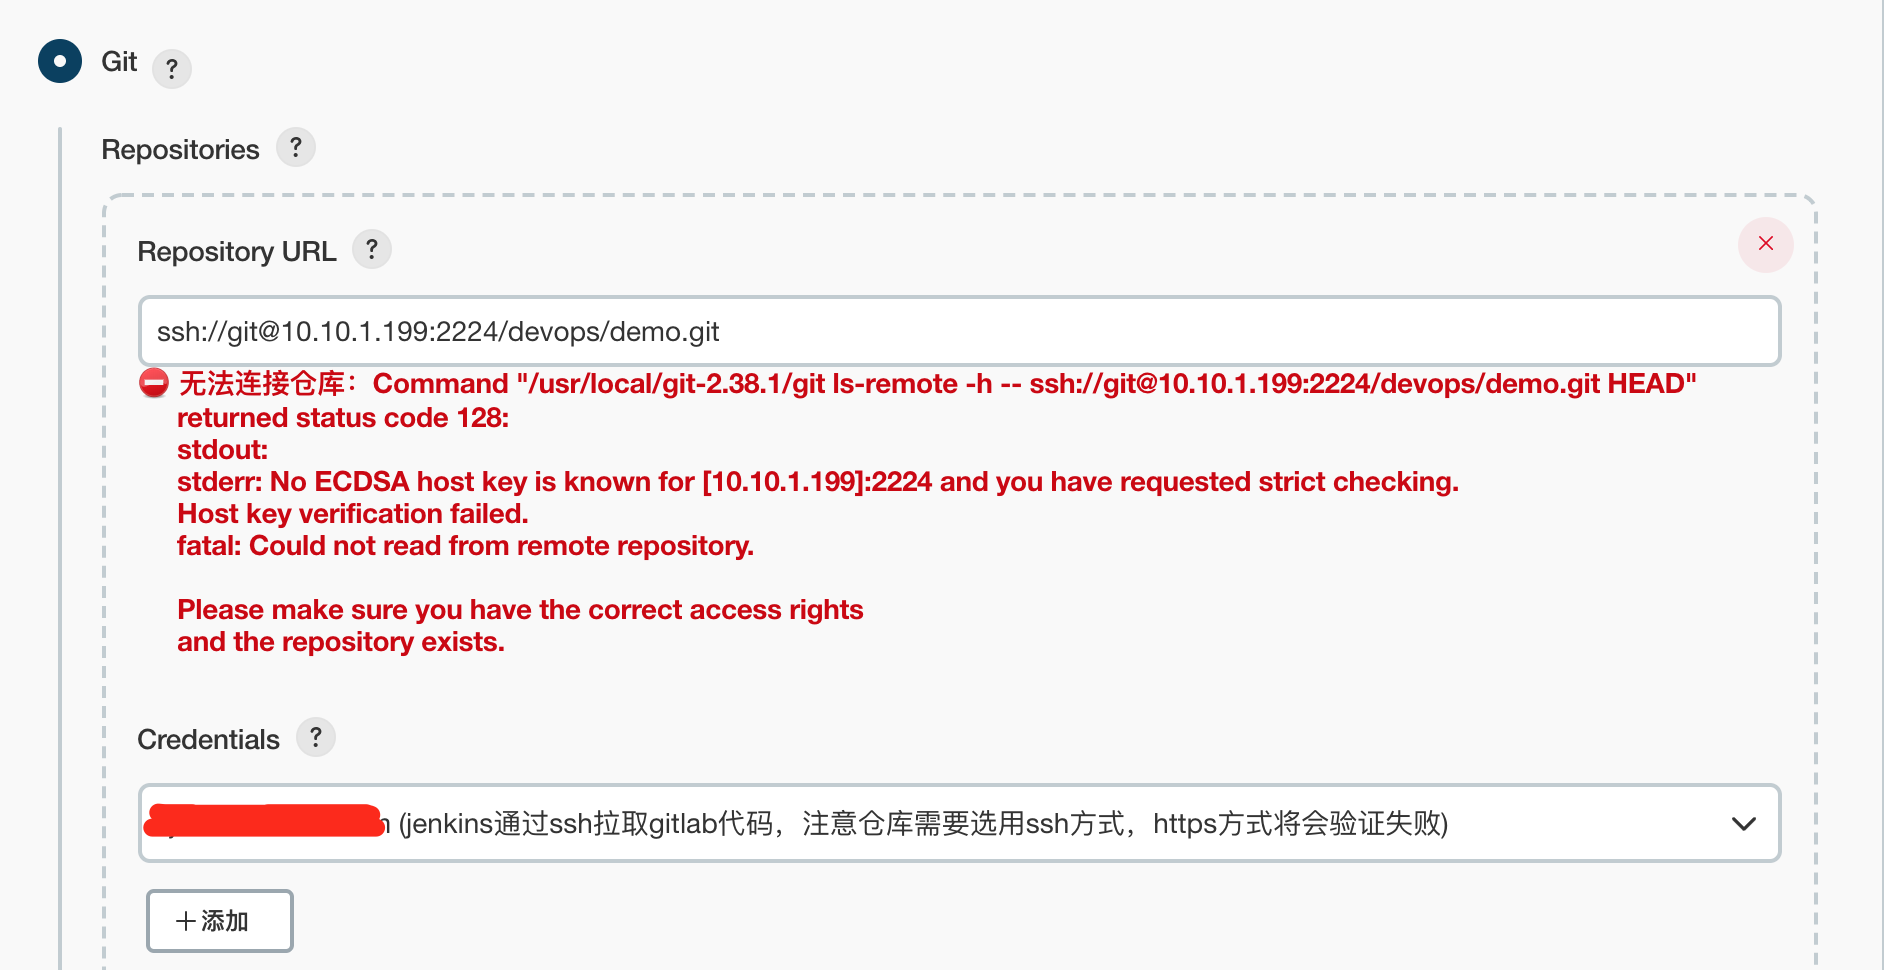 Git ?
Repositories ?
Repository URL ?
ssh://git@10.10.1.199:2224/devops/demo.git
无法连接仓库：Command "/usr/local/git-2.38.1/git ls-remote -h -- ssh://git@10.10.1.199:2224/devops/demo.git HEAD"
returned status code 128:
stdout:
stderr: No ECDSA host key is known for [10.10.1.199]:2224 and you have requested strict checking.
Host key verification failed.
fatal: Could not read from remote repository.
Please make sure you have the correct access rights
and the repository exists.
Credentials ?
(jenkins通过ssh拉取gitlab代码，注意仓库需要选用ssh方式，https方式将会验证失败)
+添加